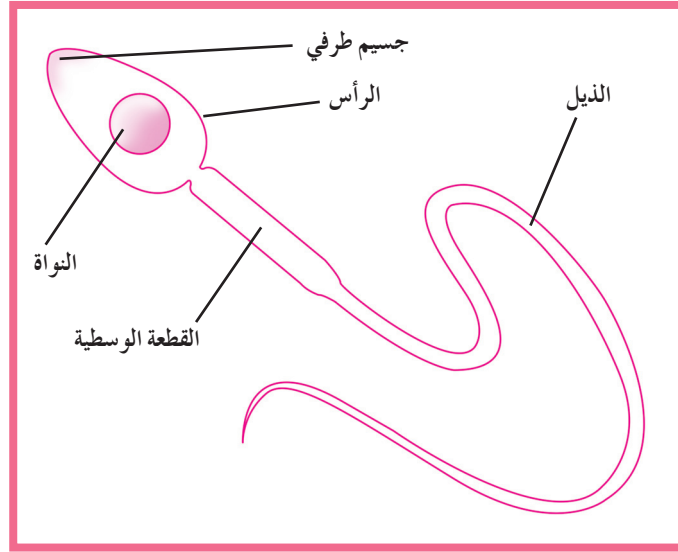 جسيم طرفي
الرأس
الذيل
النواة
القطعة الوسطية